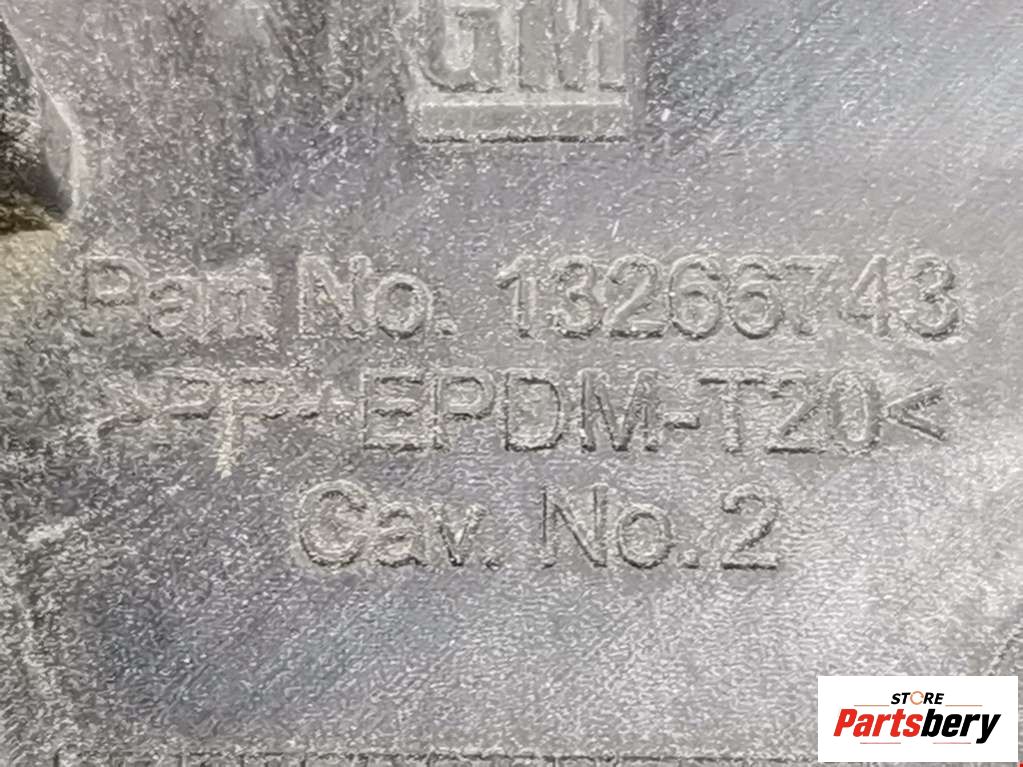 GM
Part No. 13266743
>PP+EPDM-T20<
Cav. No.2
STORE
Partsbery